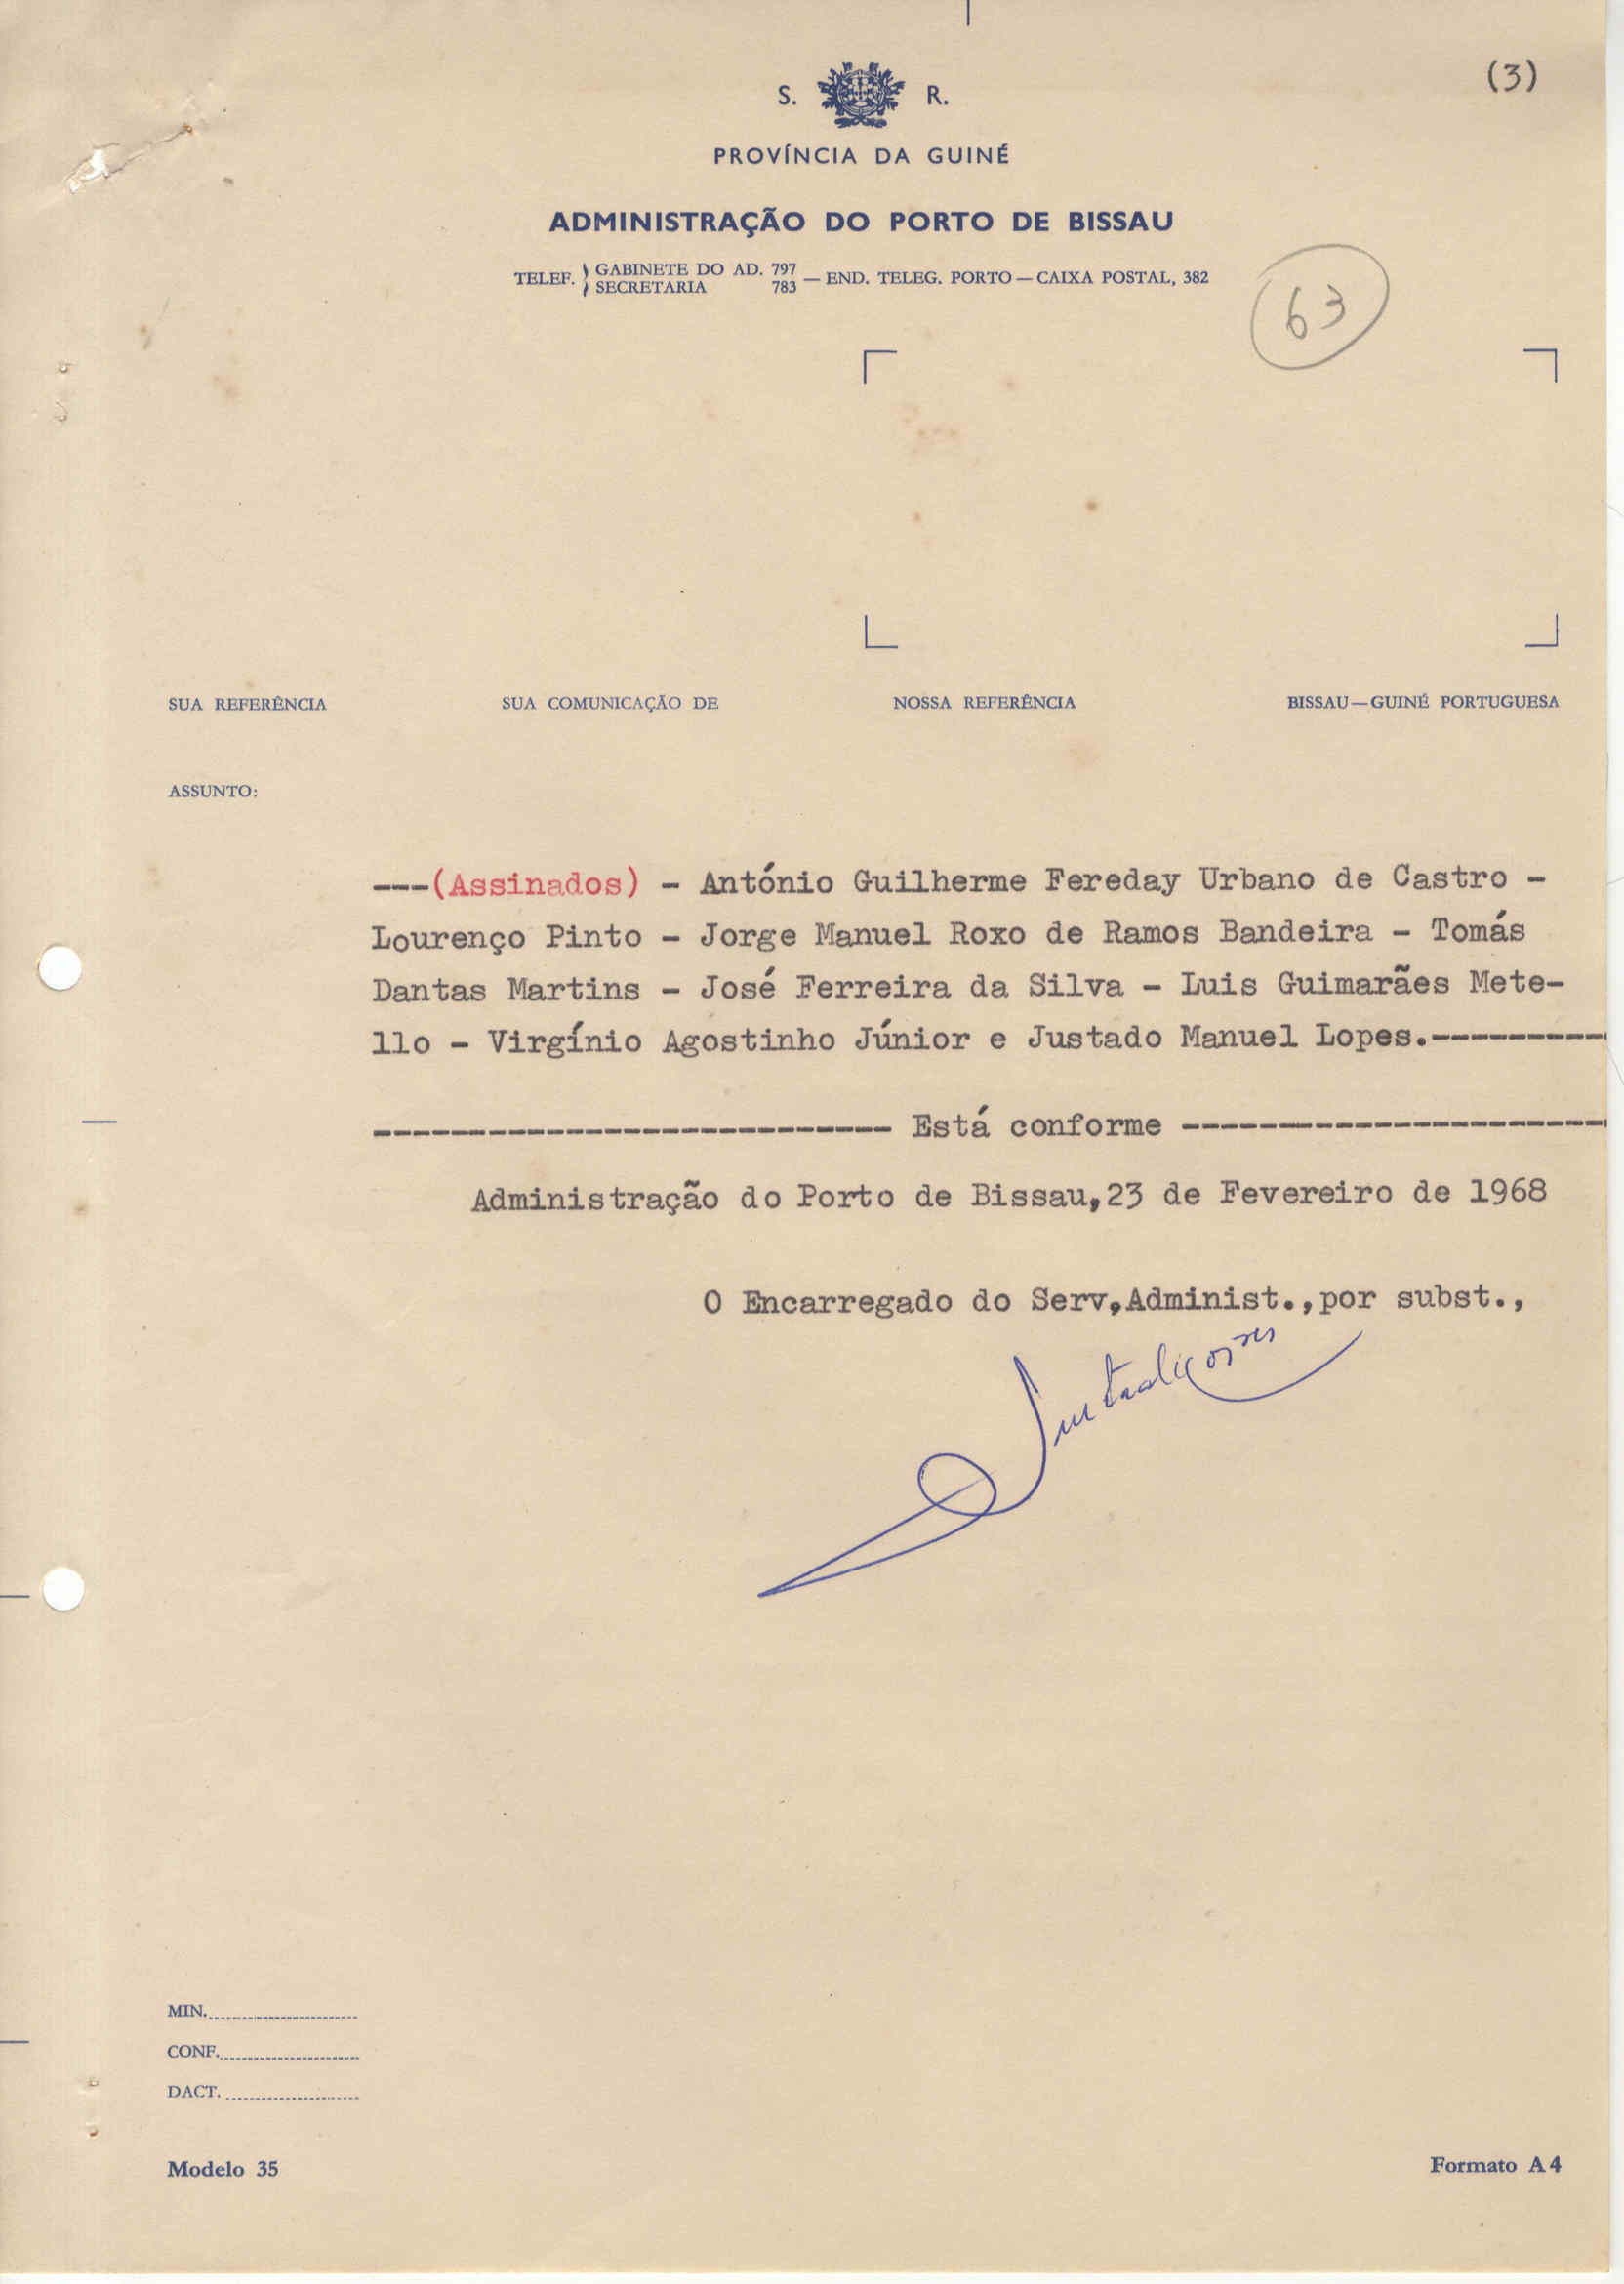 (3)
S. R.
PROVÍNCIA DA GUINÉ
ADMINISTRAÇÃO DO PORTO DE BISSAU
TELEF. } GABINETE DO AD. 797
SECRETARIA 783 — END. TELEG. PORTO — CAIXA POSTAL, 382
63
SUA REFERÊNCIA SUA COMUNICAÇÃO DE NOSSA REFERÊNCIA BISSAU—GUINÉ PORTUGUESA
ASSUNTO:
---(Assinados) - António Guilherme Fereday Urbano de Castro -
Lourenço Pinto - Jorge Manuel Roxo de Ramos Bandeira - Tomás
Dantas Martins - José Ferreira da Silva - Luis Guimarães Mete-
llo - Virgínio Agostinho Júnior e Justado Manuel Lopes.---------
--------------------------- Está conforme ----------------------
Administração do Porto de Bissau,23 de Fevereiro de 1968
O Encarregado do Serv,Administ.,por subst.,
MIN.
CONF.
DACT.
Modelo 35 Formato A 4